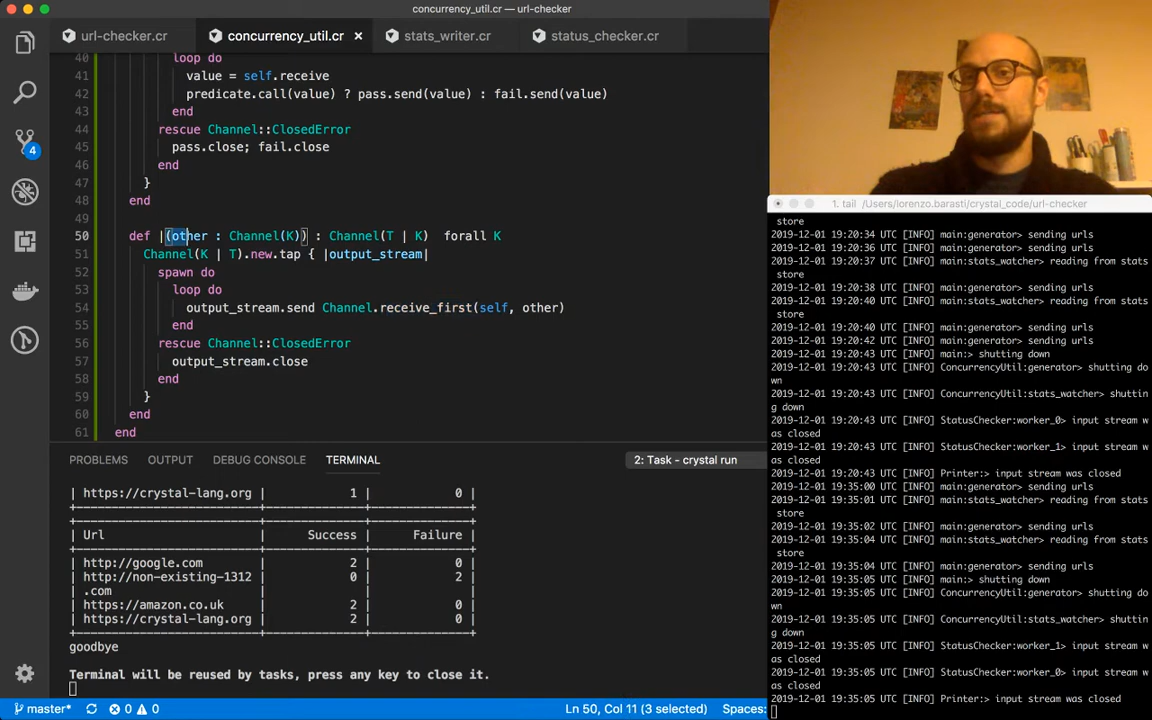 concurrency_util.cr — url-checker
url-checker.cr
concurrency_util.cr ×
stats_writer.cr
status_checker.cr
40 loop do
41 value = self.receive
42 predicate.call(value) ? pass.send(value) : fail.send(value)
43 end
44 rescue Channel::ClosedError
45 pass.close; fail.close
46 end
47 }
48 end
49
50 def |(other : Channel(K)) : Channel(T | K)  forall K
51 Channel(K | T).new.tap { |output_stream|
52 spawn do
53 loop do
54 output_stream.send Channel.receive_first(self, other)
55 end
56 rescue Channel::ClosedError
57 output_stream.close
58 end
59 }
60 end
61 end
4
PROBLEMS OUTPUT DEBUG CONSOLE TERMINAL 2: Task - crystal run
| https://crystal-lang.org | 1 | 0 |
+--------------------------+--------------+--------------+
+--------------------------+--------------+--------------+
| Url | Success | Failure |
+--------------------------+--------------+--------------+
| http://google.com | 2 | 0 |
| http://non-existing-1312 | 0 | 2 |
| .com | | |
| https://amazon.co.uk | 2 | 0 |
| https://crystal-lang.org | 2 | 0 |
+--------------------------+--------------+--------------+
goodbye
Terminal will be reused by tasks, press any key to close it.
master* 0 0 Ln 50, Col 11 (3 selected) Spaces:
1. tail /Users/lorenzo.barasti/crystal_code/url-checker
store
2019-12-01 19:20:34 UTC [INFO] main:generator> sending urls
2019-12-01 19:20:36 UTC [INFO] main:generator> sending urls
2019-12-01 19:20:37 UTC [INFO] main:stats_watcher> reading from stats
store
2019-12-01 19:20:38 UTC [INFO] main:generator> sending urls
2019-12-01 19:20:40 UTC [INFO] main:stats_watcher> reading from stats
store
2019-12-01 19:20:40 UTC [INFO] main:generator> sending urls
2019-12-01 19:20:42 UTC [INFO] main:generator> sending urls
2019-12-01 19:20:43 UTC [INFO] main:> shutting down
2019-12-01 19:20:43 UTC [INFO] ConcurrencyUtil:generator> shutting do
wn
2019-12-01 19:20:43 UTC [INFO] ConcurrencyUtil:stats_watcher> shuttin
g down
2019-12-01 19:20:43 UTC [INFO] StatusChecker:worker_0> input stream w
as closed
2019-12-01 19:20:43 UTC [INFO] StatusChecker:worker_1> input stream w
as closed
2019-12-01 19:20:43 UTC [INFO] Printer:> input stream was closed
2019-12-01 19:35:00 UTC [INFO] main:generator> sending urls
2019-12-01 19:35:01 UTC [INFO] main:stats_watcher> reading from stats
store
2019-12-01 19:35:02 UTC [INFO] main:generator> sending urls
2019-12-01 19:35:04 UTC [INFO] main:stats_watcher> reading from stats
store
2019-12-01 19:35:04 UTC [INFO] main:generator> sending urls
2019-12-01 19:35:05 UTC [INFO] main:> shutting down
2019-12-01 19:35:05 UTC [INFO] ConcurrencyUtil:generator> shutting do
wn
2019-12-01 19:35:05 UTC [INFO] ConcurrencyUtil:stats_watcher> shuttin
g down
2019-12-01 19:35:05 UTC [INFO] StatusChecker:worker_1> input stream w
as closed
2019-12-01 19:35:05 UTC [INFO] StatusChecker:worker_0> input stream w
as closed
2019-12-01 19:35:05 UTC [INFO] Printer:> input stream was closed